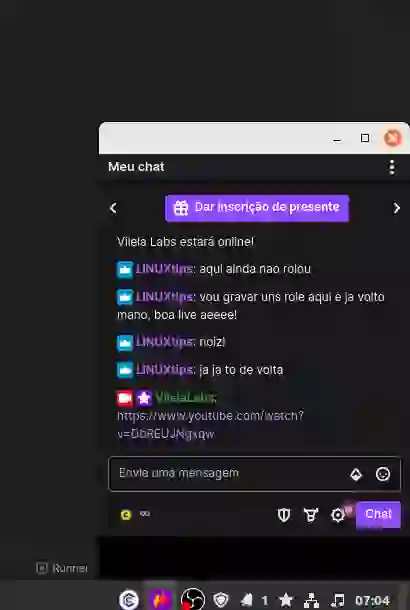 Meu chat
Dar inscrição de presente
Vilela Labs estará online!
LINUXtips: aqui ainda nao rolou
LINUXtips: vou gravar uns role aqui e ja volto
mano, boa live aeeee!
LINUXtips: noiz!
LINUXtips: ja ja to de volta
VilelaLabs:
https://www.youtube.com/watch?
Envie uma mensagem
∞
Chat
Runner
1
07:04